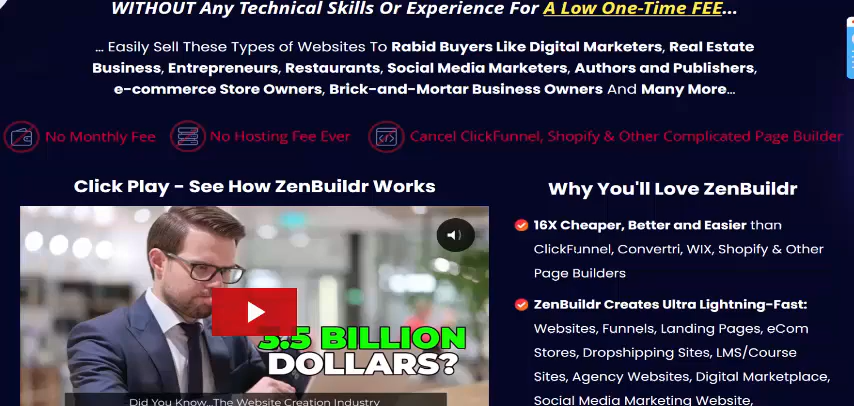 WITHOUT Any Technical Skills Or Experience For A Low One-Time FEE...
... Easily Sell These Types of Websites To Rabid Buyers Like Digital Marketers, Real Estate
Business, Entrepreneurs, Restaurants, Social Media Marketers, Authors and Publishers,
e-commerce Store Owners, Brick-and-Mortar Business Owners And Many More...
No Monthly Fee
No Hosting Fee Ever
Cancel ClickFunnel, Shopify & Other Complicated Page Builder
Click Play - See How ZenBuildr Works
3.5 BILLION
DOLLARS?
Did You Know...The Website Creation Industry
Why You'll Love ZenBuildr
16X Cheaper, Better and Easier than
ClickFunnel, Convertri, WIX, Shopify & Other
Page Builders
ZenBuildr Creates Ultra Lightning-Fast:
Websites, Funnels, Landing Pages, eCom
Stores, Dropshipping Sites, LMS/Course
Sites, Agency Websites, Digital Marketplace,
Social Media Marketing Website,